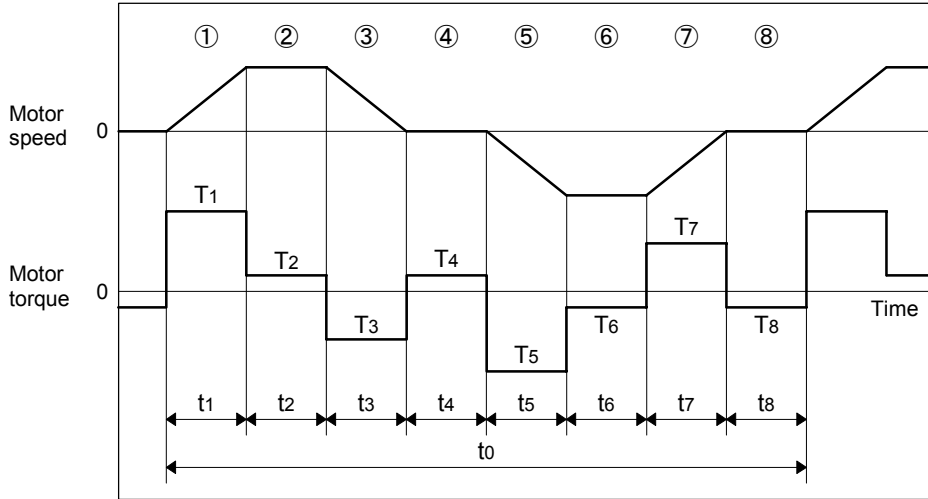 ① ② ③ ④ ⑤ ⑥ ⑦ ⑧
Motor
speed
0
T1
T7
T2
T4
Motor
torque
0
Time
T3
T6
T8
T5
t1 t2 t3 t4 t5 t6 t7 t8
t0